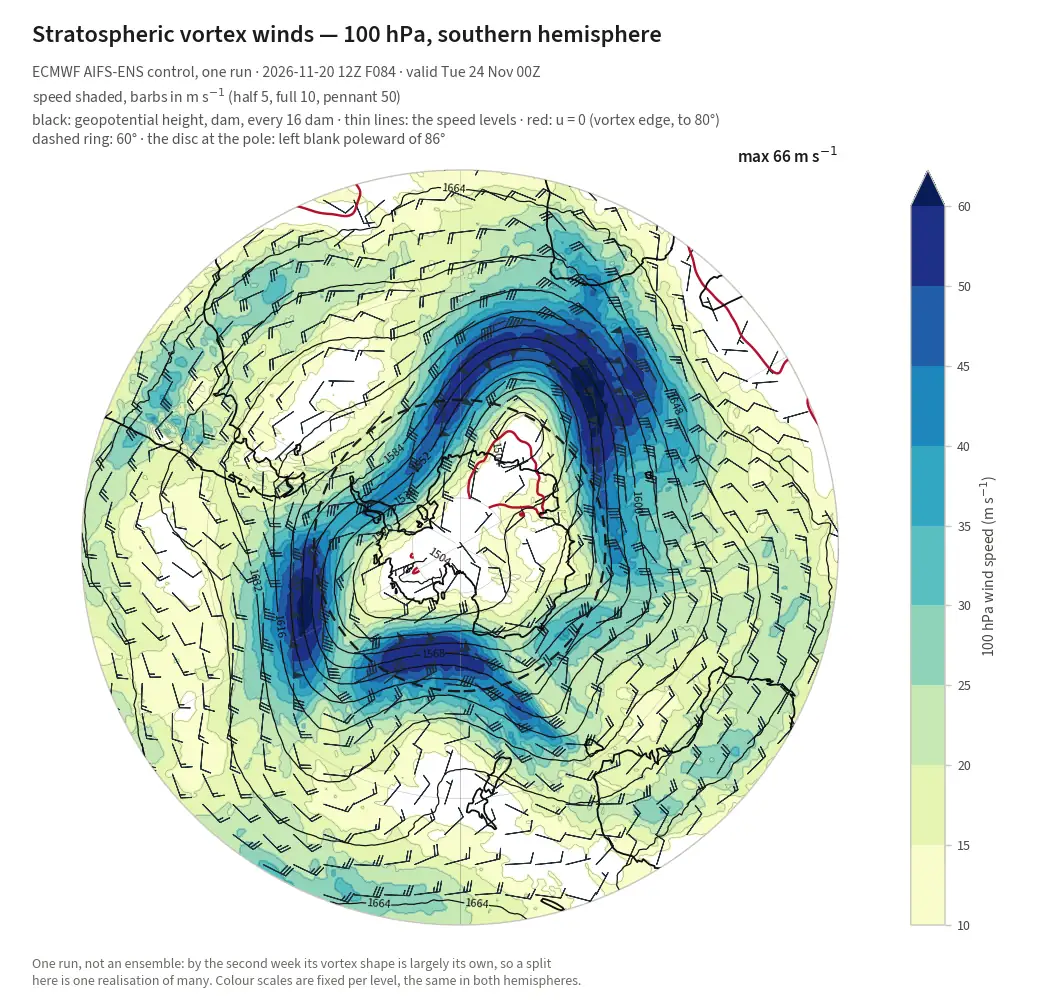 Stratospheric vortex winds — 100 hPa, southern hemisphere
ECMWF AIFS-ENS control, one run · 2026-11-20 12Z F084 · valid Tue 24 Nov 00Z
speed shaded, barbs in m s⁻¹ (half 5, full 10, pennant 50)
black: geopotential height, dam, every 16 dam · thin lines: the speed levels · red: u = 0 (vortex edge, to 80°)
dashed ring: 60° · the disc at the pole: left blank poleward of 86°
max 66 m s⁻¹
1664
1648
1584
1552
1504
1632
1616
1568
1664
1664
60
50
45
40
35
30
25
20
15
10
100 hPa wind speed (m s⁻¹)
One run, not an ensemble: by the second week its vortex shape is largely its own, so a split
here is one realisation of many. Colour scales are fixed per level, the same in both hemispheres.